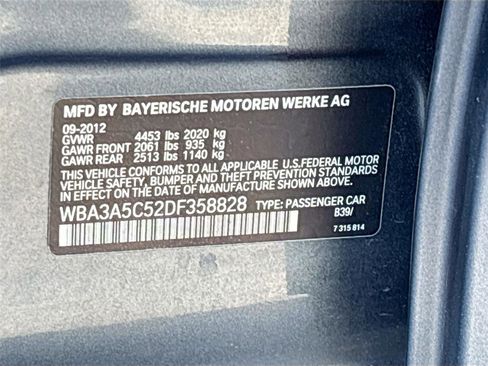 MFD BY BAYERISCHE MOTOREN WERKE AG
09-2012
GVWR 4453 lbs 2020 kg
GAWR FRONT 2061 lbs 935 kg
GAWR REAR 2513 lbs 1140 kg
THIS VEHICLE CONFORMS TO ALL APPLICABLE U.S. FEDERAL MOTOR
VEHICLE SAFETY, BUMPER AND THEFT PREVENTION STANDARDS
IN EFFECT ON THE DATE OF MANUFACTURE SHOWN ABOVE.
WBA3A5C52DF358828 TYPE: PASSENGER CAR
B39/
7 315 814